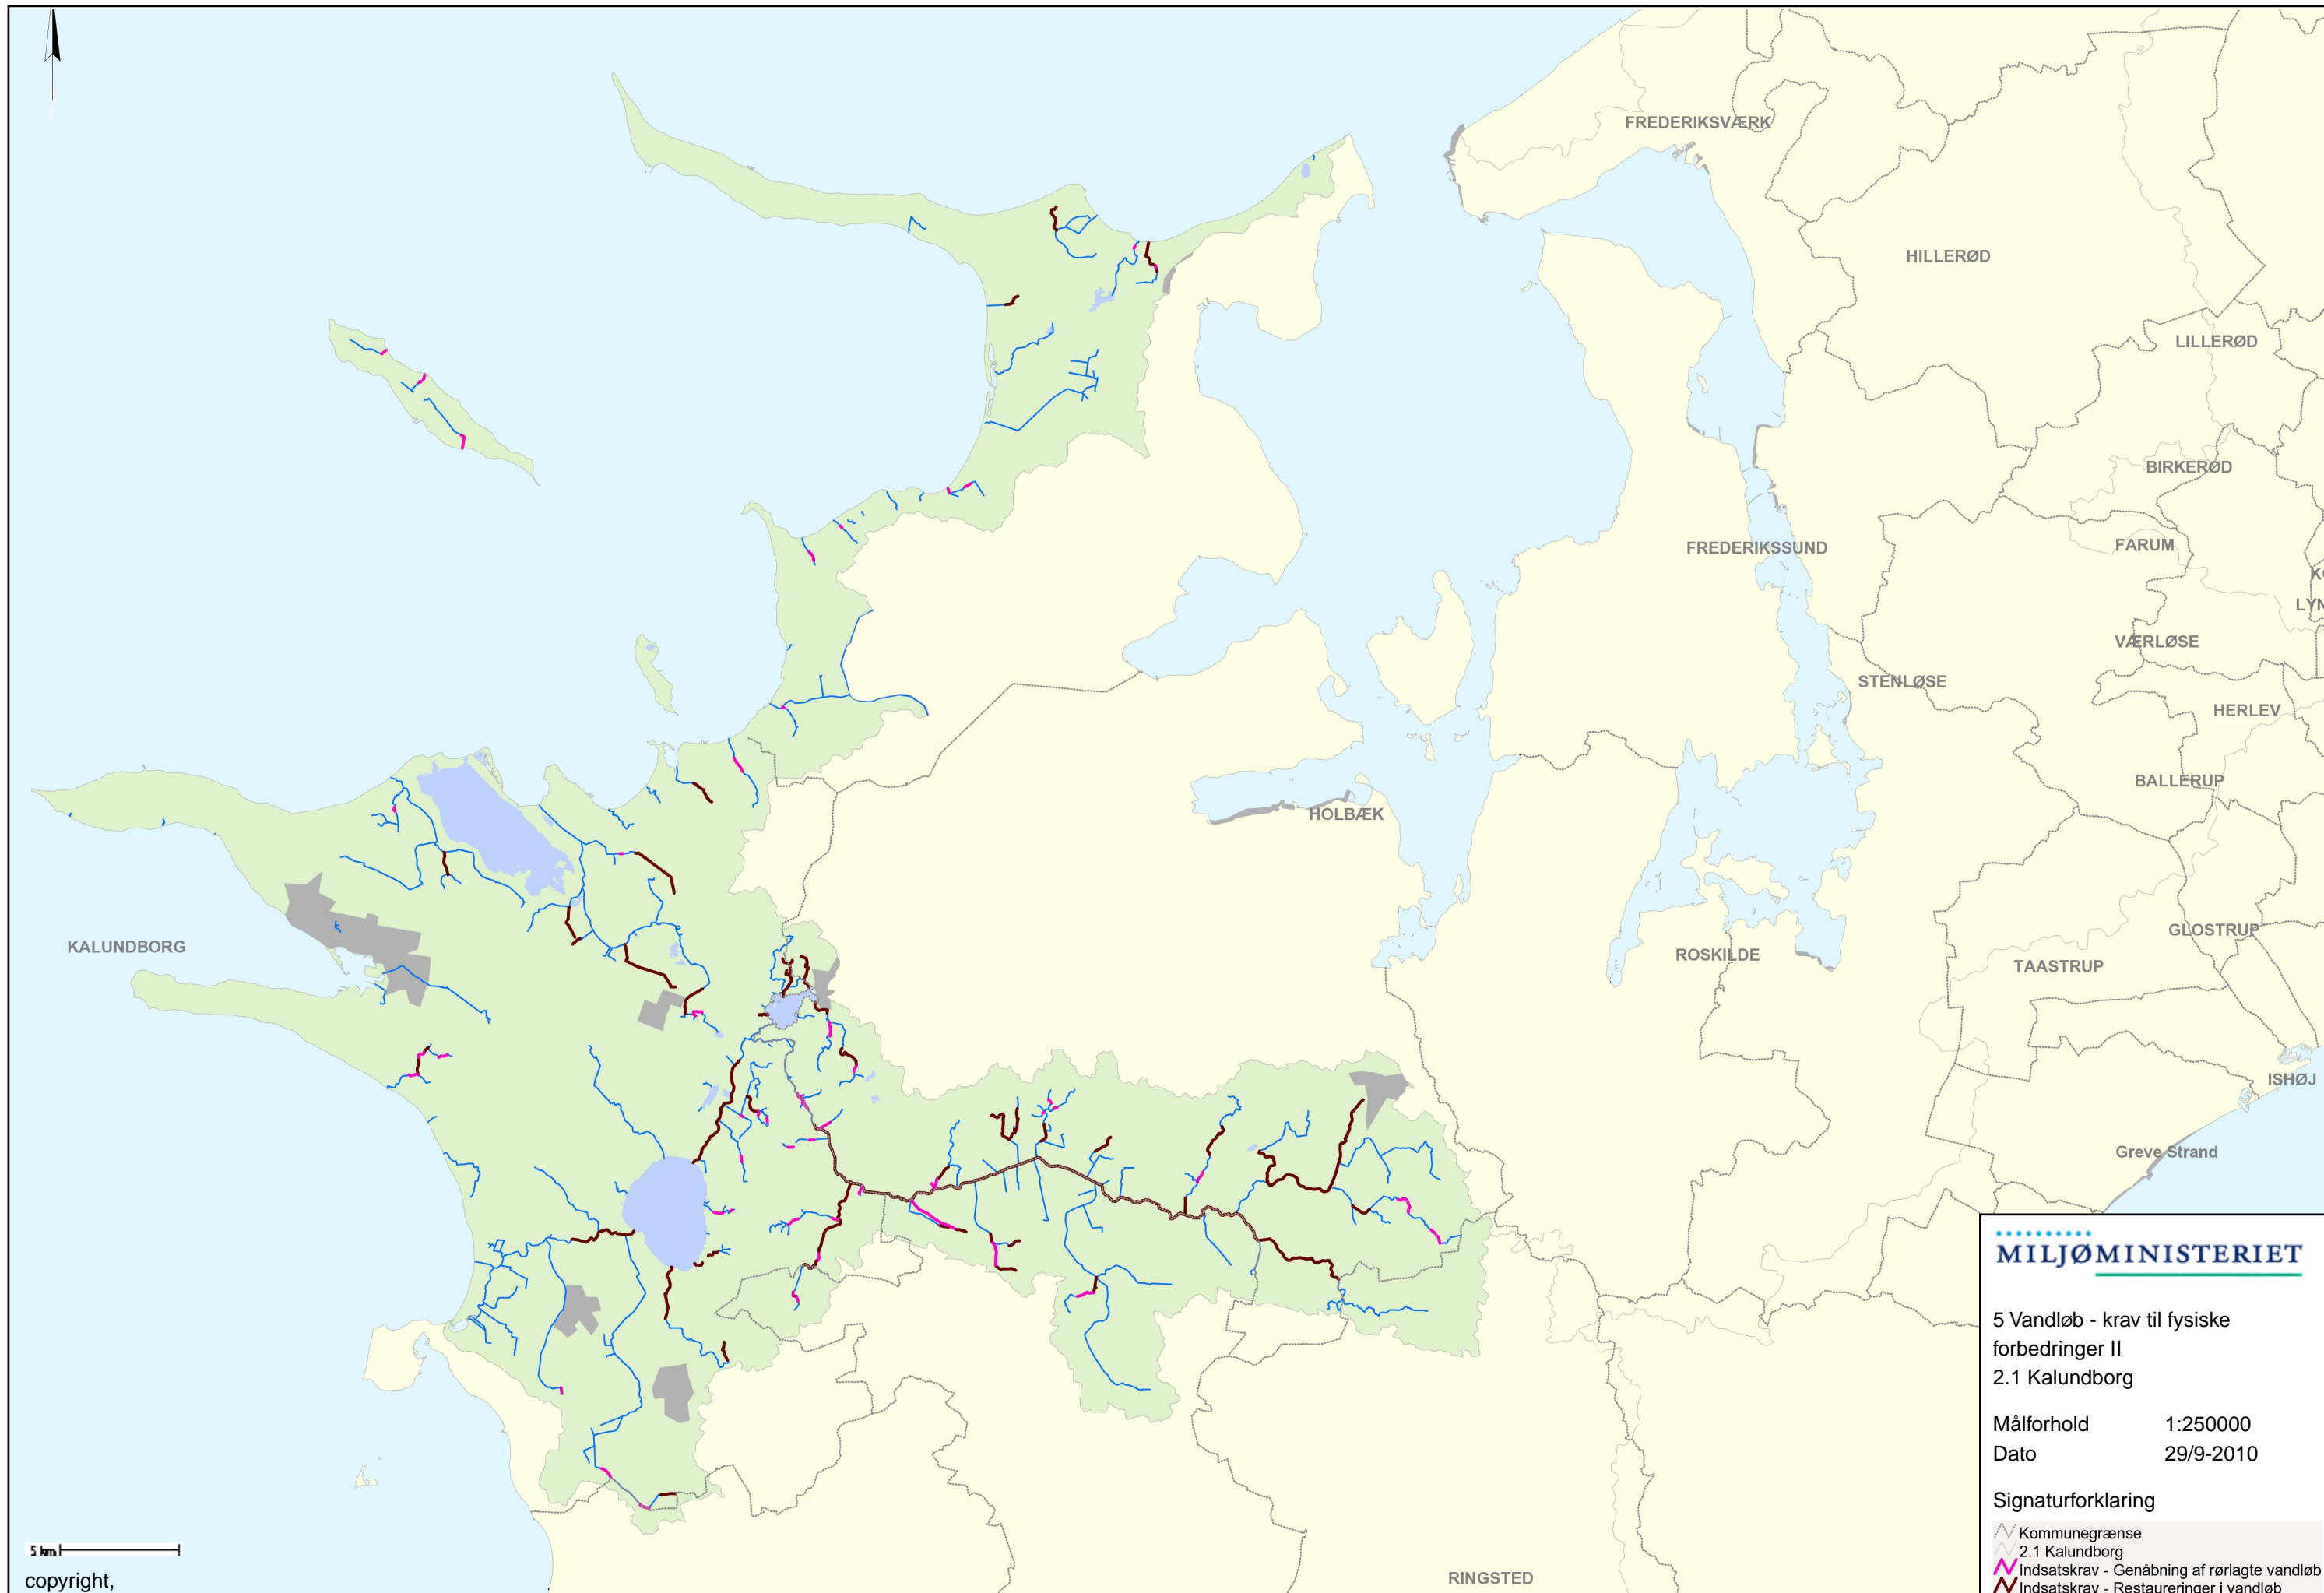 FREDERIKSVÆRK
HILLERØD
LILLERØD
BIRKERØD
FREDERIKSSUND
FARUM
LYN
VÆRLØSE
STENLØSE
HERLEV
BALLERUP
HOLBÆK
GLOSTRUP
KALUNDBORG
ROSKILDE
TAASTRUP
ISHØJ
Greve Strand
RINGSTED
MILJØMINISTERIET
5 Vandløb - krav til fysiske
forbedringer II
2.1 Kalundborg
Målforhold 1:250000
Dato 29/9-2010
Signaturforklaring
Kommunegrænse
2.1 Kalundborg
Indsatskrav - Genåbning af rørlagte vandløb
Indsatskrav - Restaureringer i vandløb
5 km
copyright,